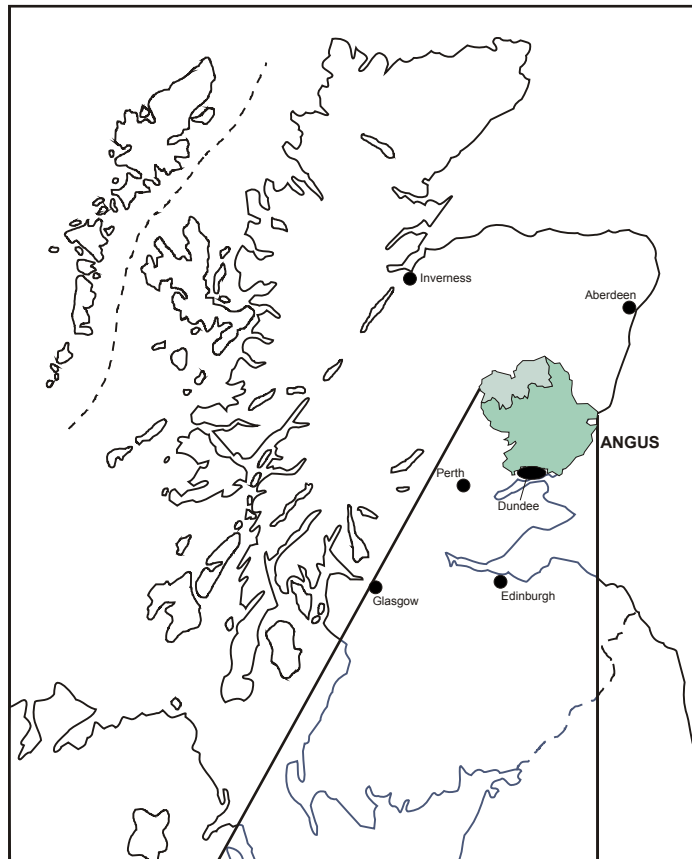 Inverness
Aberdeen
ANGUS
Perth
Dundee
Edinburgh
Glasgow